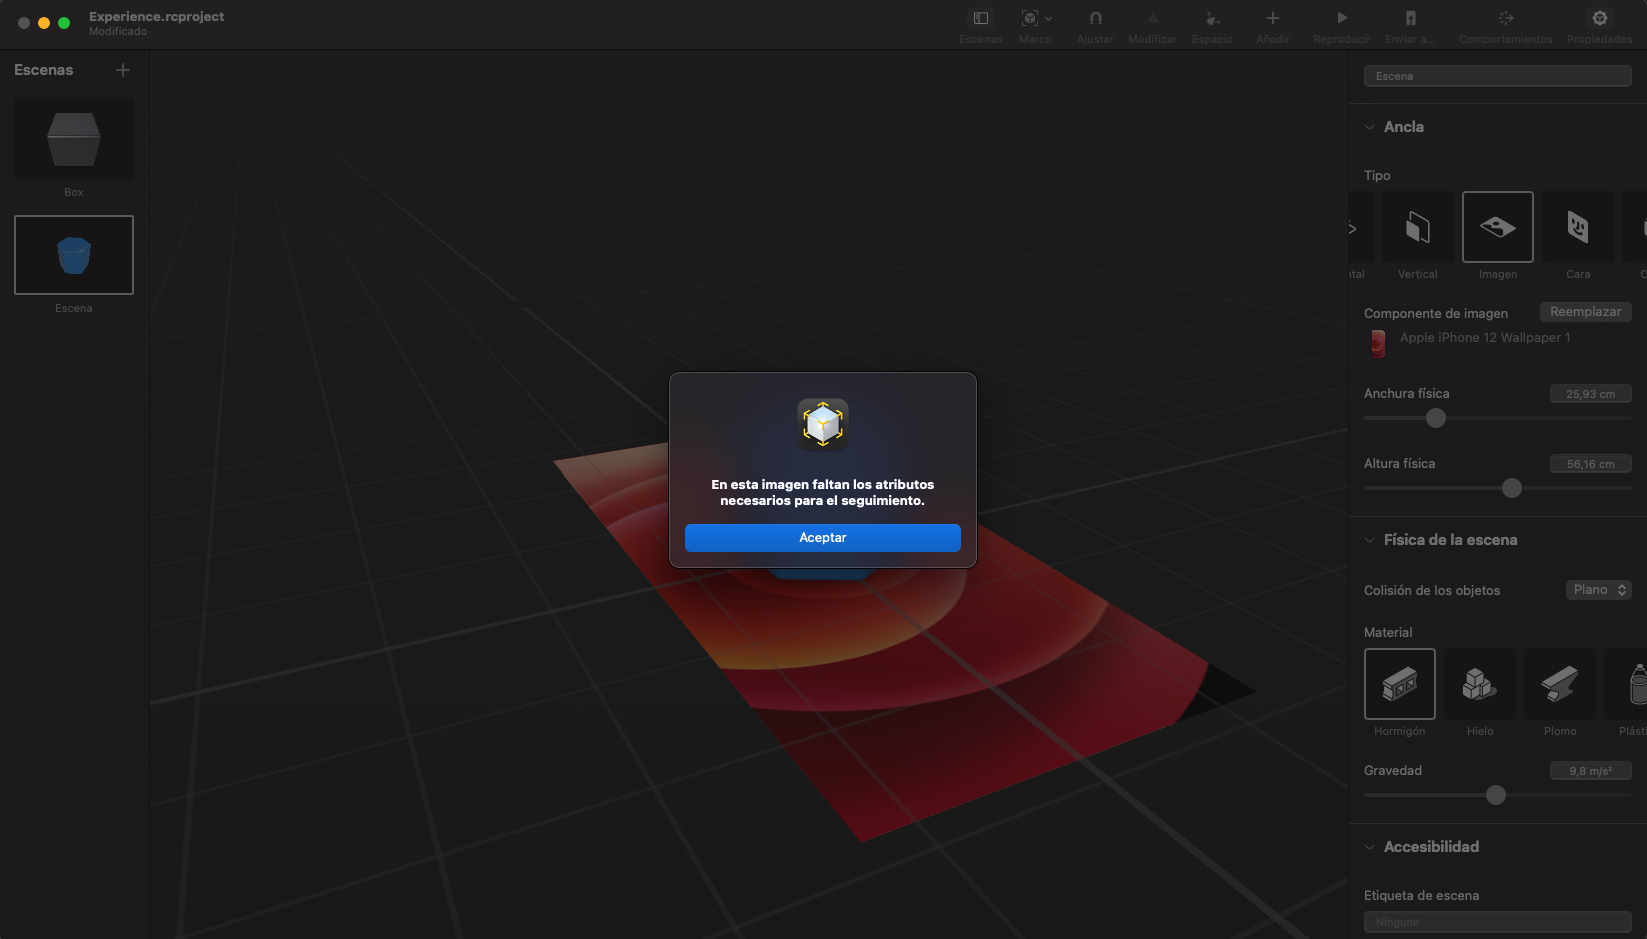 Experience.rcproject
Modificado
Escenas
Marco
Ajustar
Modificar
Espacio
Añadir
Reproducir
Enviar a...
Comportamientos
Propiedades
Escenas
Box
Escena
Escena
Ancla
Tipo
ntal
Vertical
Imagen
Cara
Componente de imagen
Reemplazar
Apple iPhone 12 Wallpaper 1
Anchura física
25,93 cm
Altura física
56,16 cm
En esta imagen faltan los atributos
necesarios para el seguimiento.
Aceptar
Física de la escena
Colisión de los objetos
Plano
Material
Hormigón
Hielo
Plomo
Plásti
Gravedad
9,8 m/s²
Accesibilidad
Etiqueta de escena
Ninguno